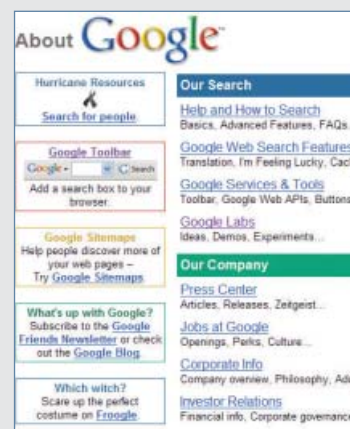 About Google™
Hurricane Resources
Search for people
Google Toolbar
Google Search
Add a search box to your
browser.
Google Sitemaps
Help people discover more of
your web pages –
Try Google Sitemaps.
What's up with Google?
Subscribe to the Google
Friends Newsletter or check
out the Google Blog.
Which witch?
Scare up the perfect
costume on Froogle
Our Search
Help and How to Search
Basics, Advanced Features, FAQs
Google Web Search Features
Translation, I'm Feeling Lucky,
Google Services & Tools
Toolbar, Google Web APIs, Buttons
Google Labs
Ideas, Demos, Experiments...
Our Company
Press Center
Articles, Releases, Zeitgeist...
Jobs at Google
Openings, Perks, Culture...
Corporate Info
Company overview, Philosophy,
Investor Relations
Financial info, Corporate governance